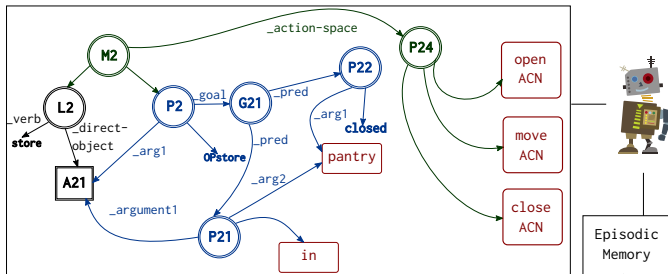 _action-space
M2
P24
open
ACN
P22
_goal
_pred
L2
P2
G21
_verb
_direct-
object
store
_arg1
OPstore
_pred
_arg1
closed
move
ACN
pantry
A21
_arg2
_argument1
P21
close
ACN
in
Episodic
Memory